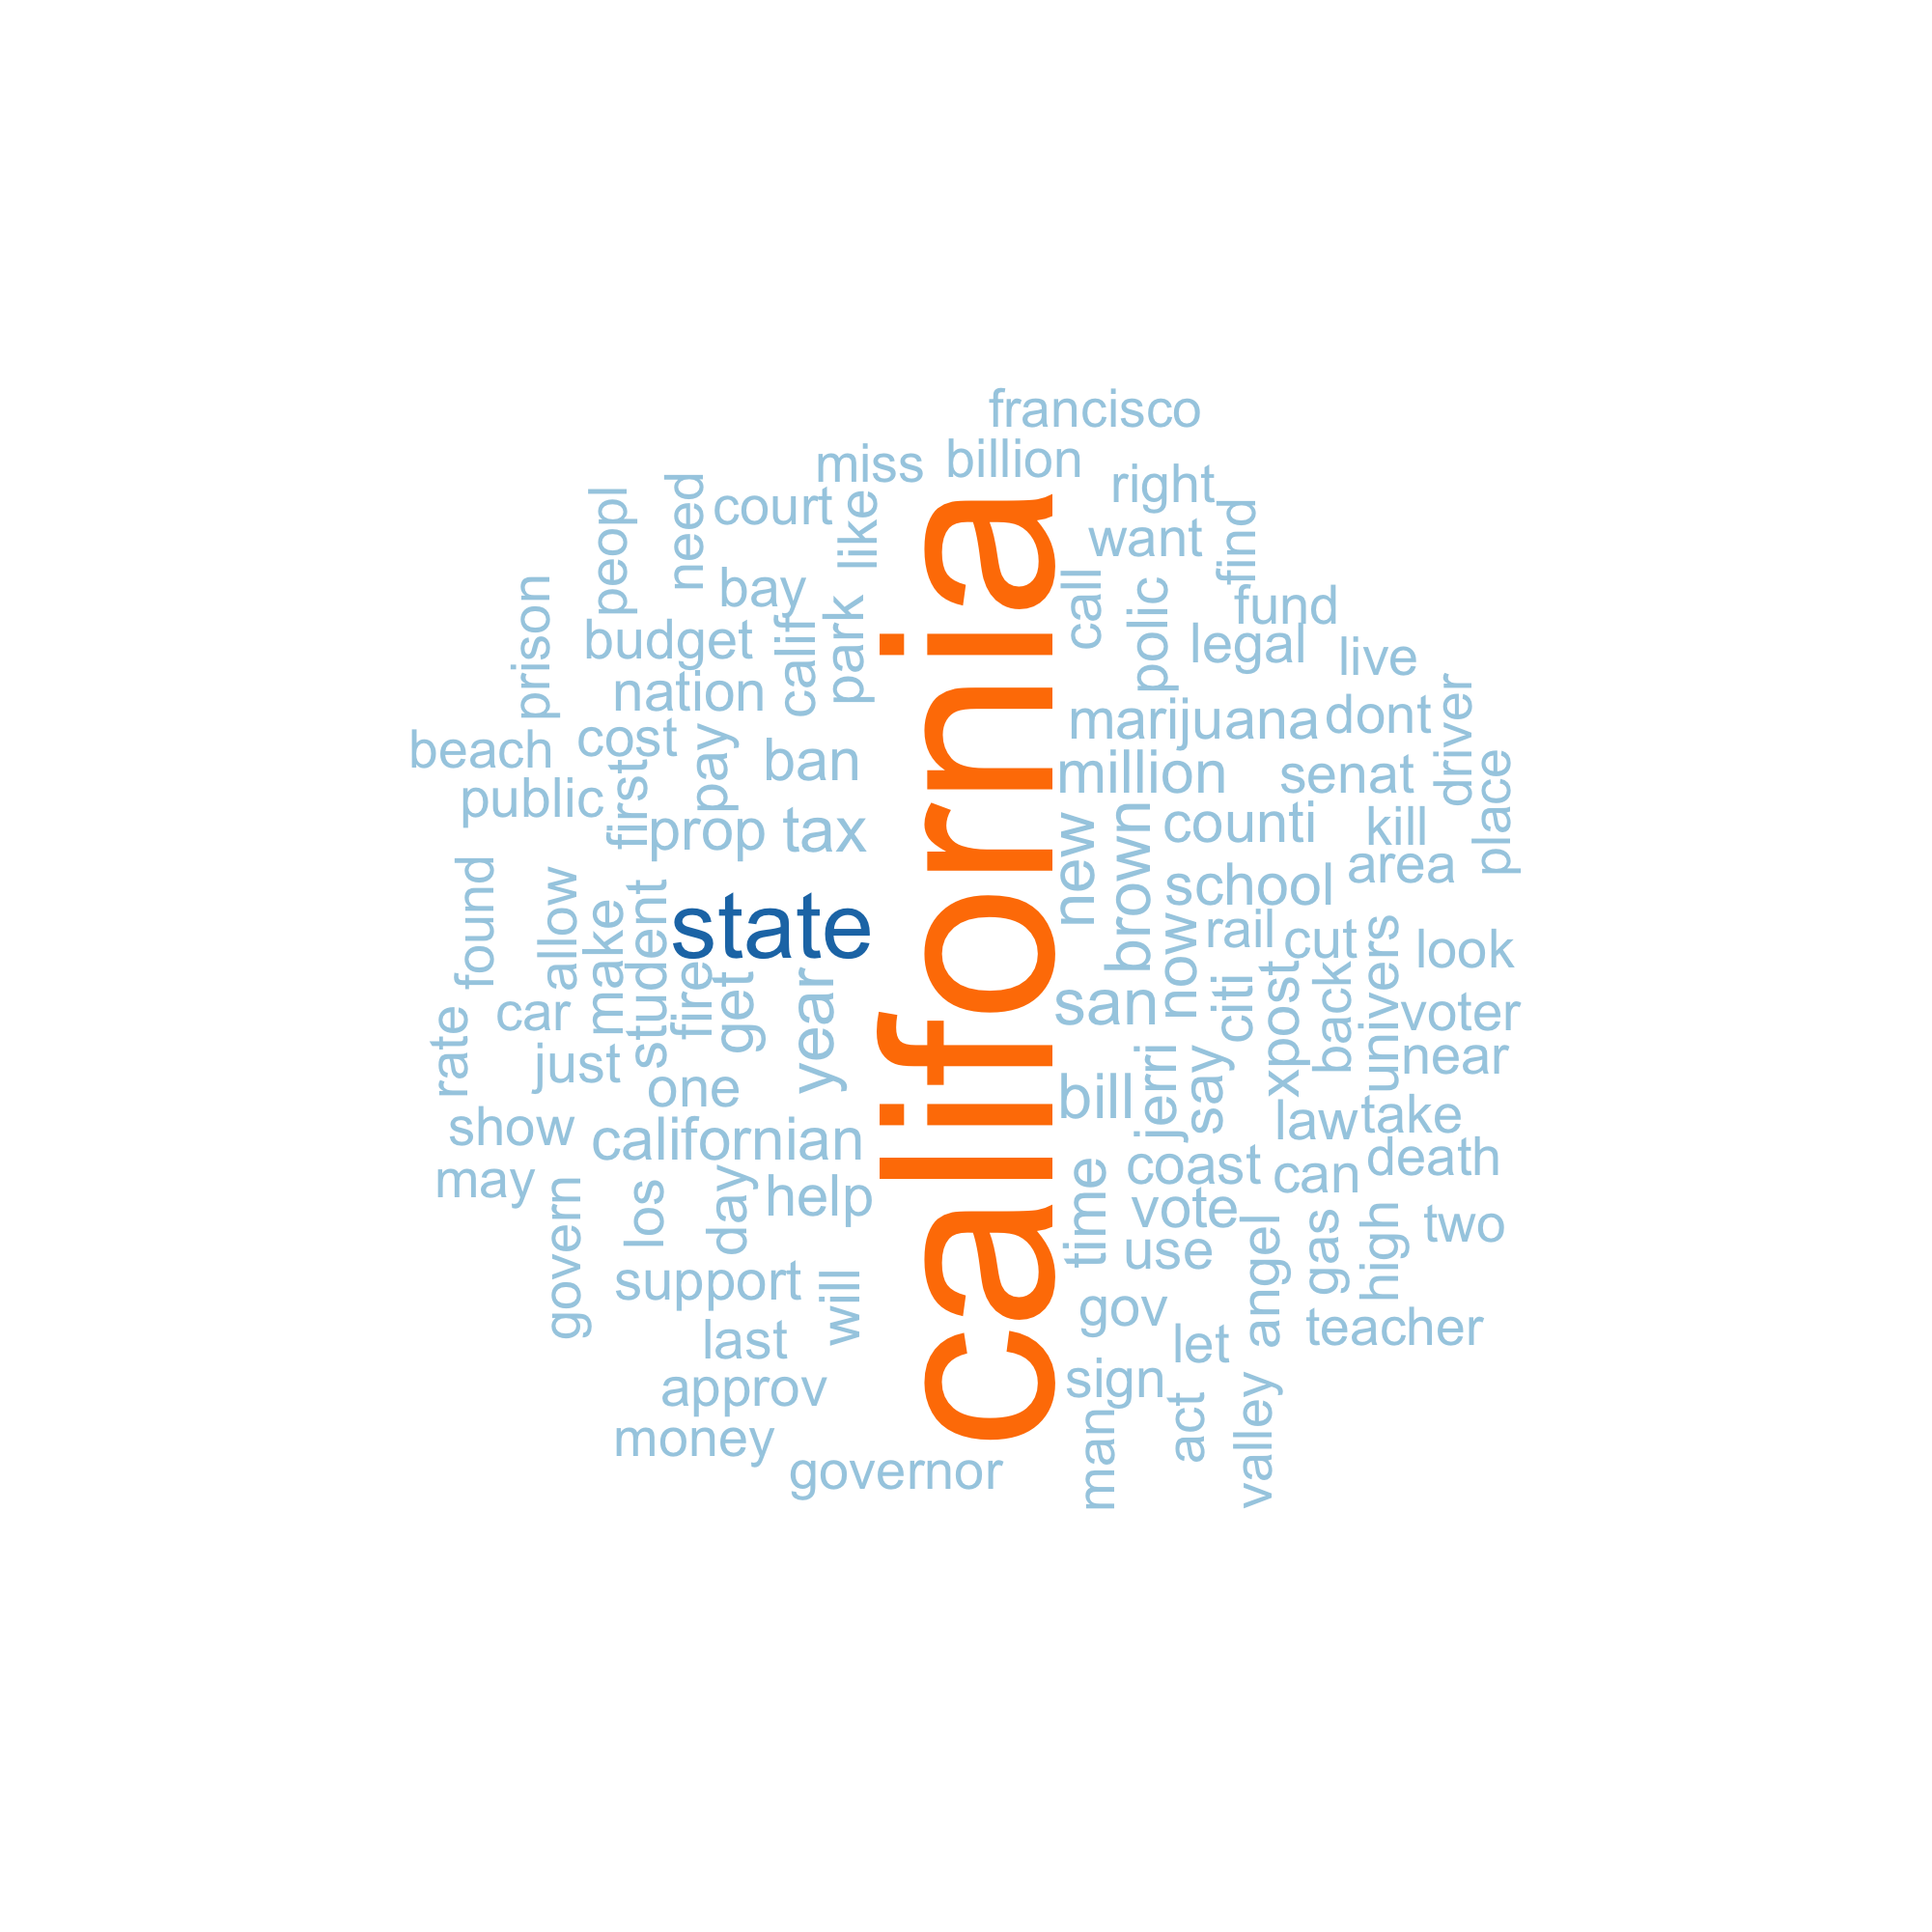 francisco
miss
billion
right
need
court
like
want
find
peopl
bay
call
polic
fund
prison
budget
calif
park
legal
live
nation
california
marijuana
dont
driver
beach
cost
pay
ban
million
senat
place
public
first
prop
tax
new
brown
counti
kill
found
allow
make
student
state
school
area
now
rail
cut
univers
look
rate
car
fire
get
year
san
citi
xpost
back
voter
just
one
bill
jerri
say
near
show
californian
law
take
may
govern
los
day
help
time
coast
can
death
vote
support
will
use
angel
gas
high
two
last
gov
let
teacher
approv
sign
money
governor
man
act
valley